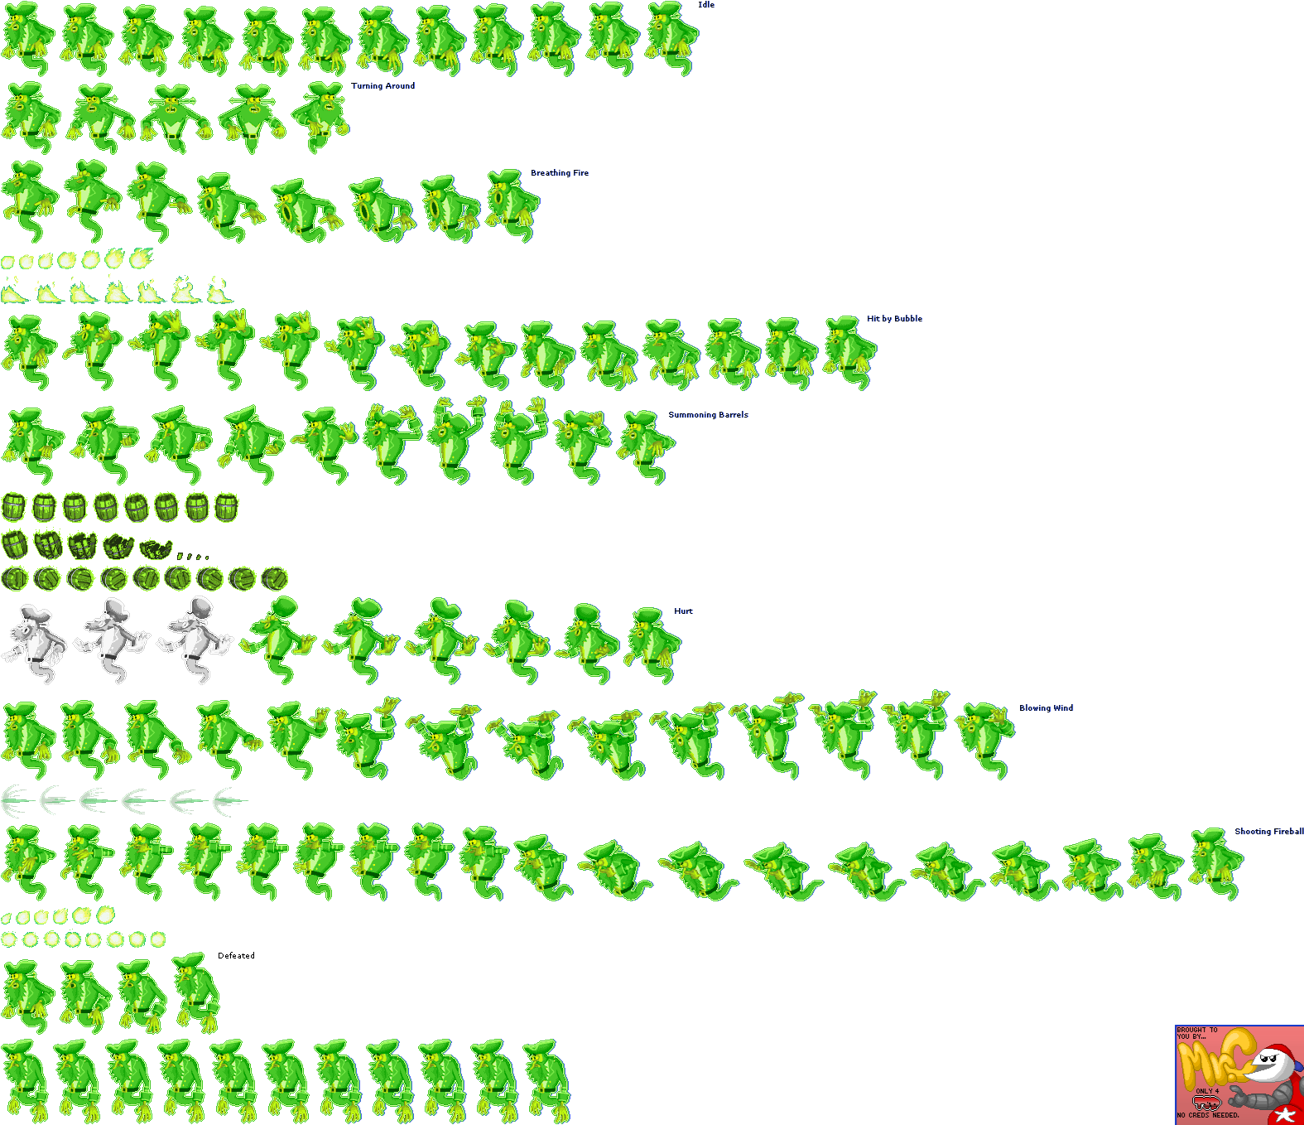 Idle
Turning Around
Breathing Fire
Hit by Bubble
Summoning Barrels
Hurt
Blowing Wind
Shooting Fireball
Defeated
BROUGHT TO
YOU BY...
Mr. C
ONLY 4
NO CREDS NEEDED.